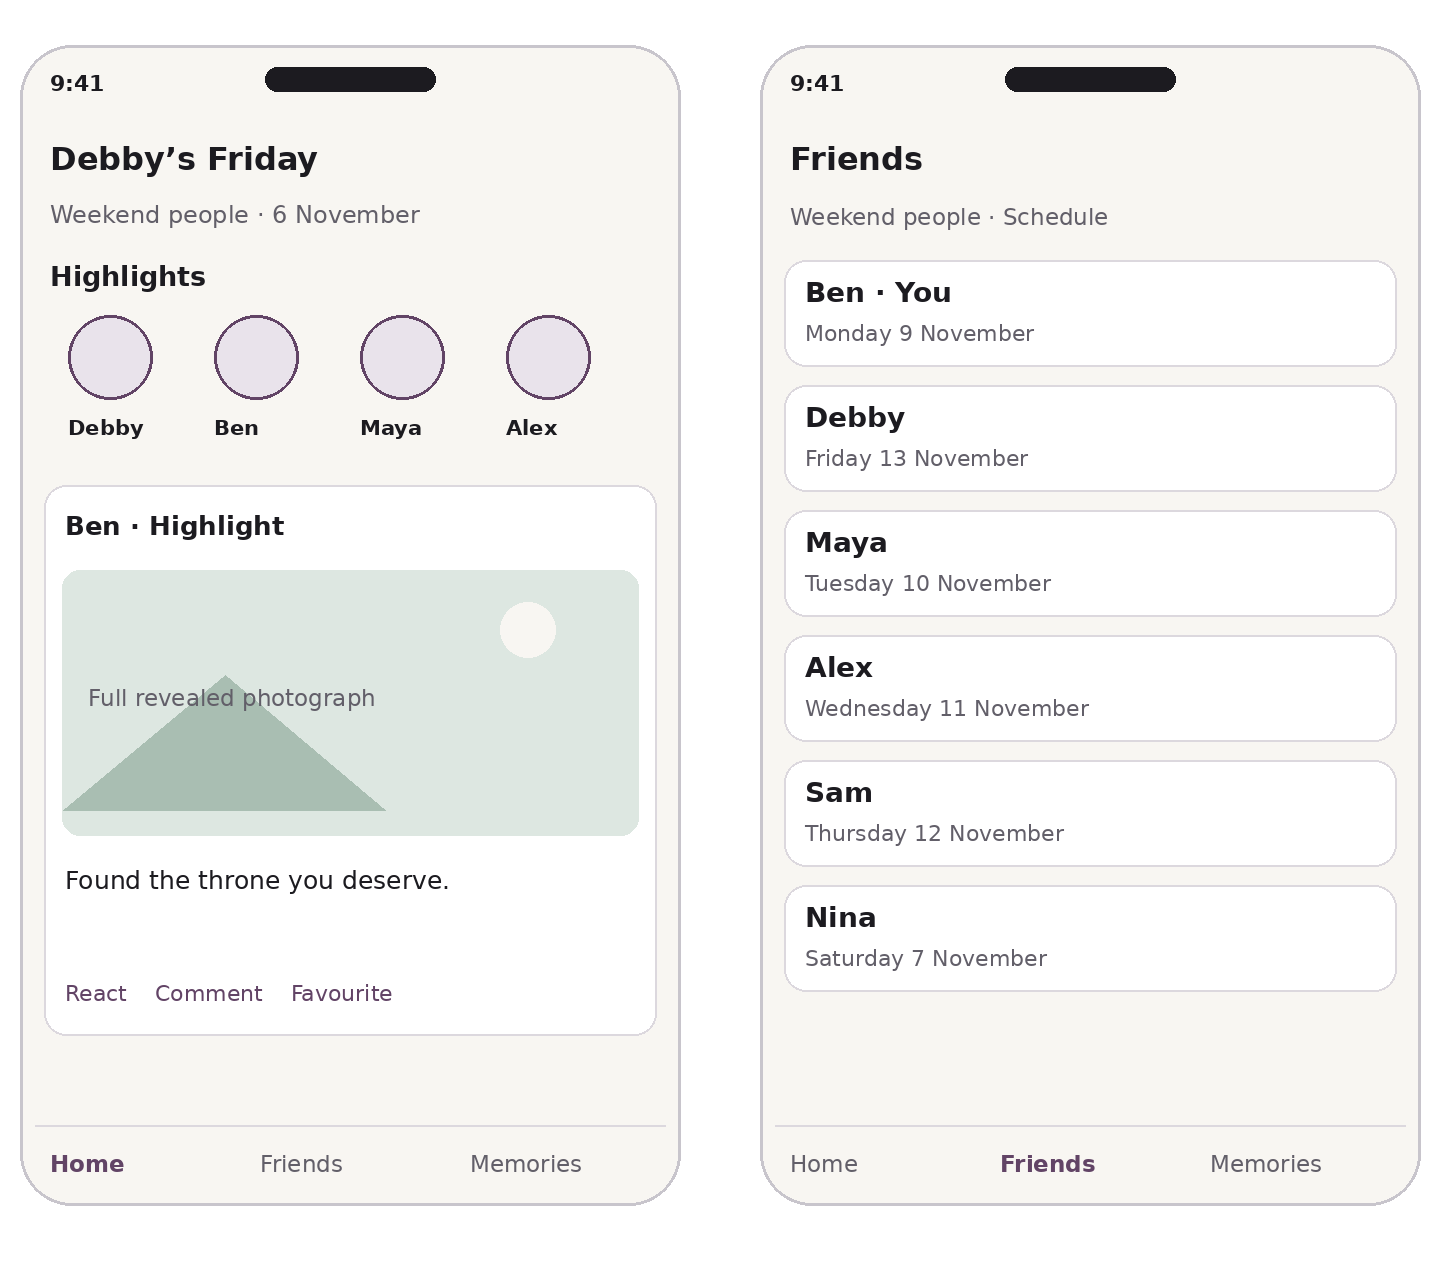 9:41
Debby’s Friday
Weekend people · 6 November
Highlights
Debby Ben Maya Alex
Ben · Highlight
Full revealed photograph
Found the throne you deserve.
React Comment Favourite
Home Friends Memories
9:41
Friends
Weekend people · Schedule
Ben · You
Monday 9 November
Debby
Friday 13 November
Maya
Tuesday 10 November
Alex
Wednesday 11 November
Sam
Thursday 12 November
Nina
Saturday 7 November
Home Friends Memories